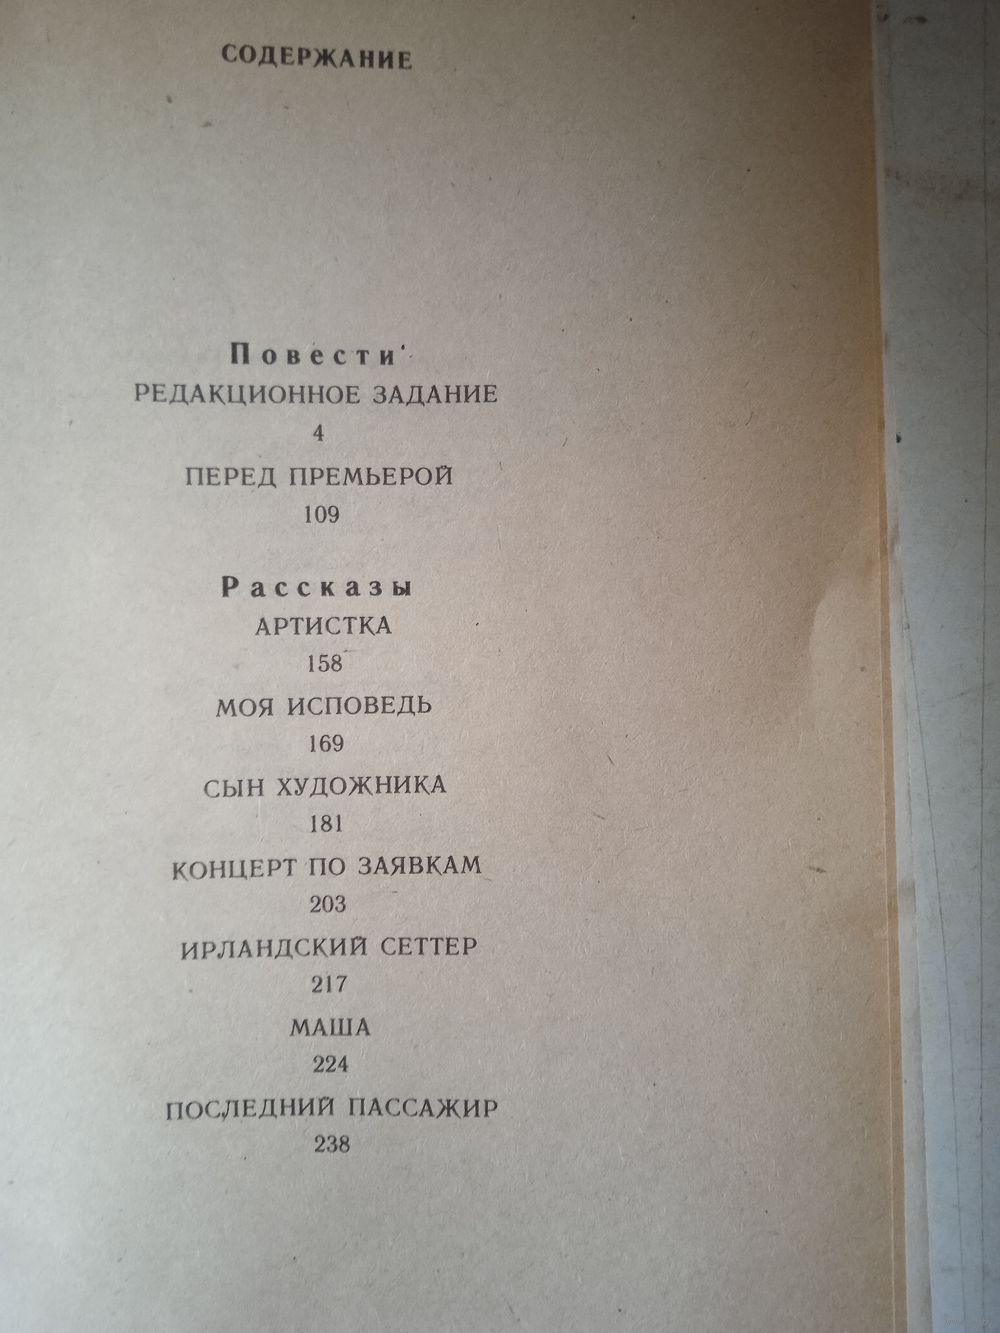 СОДЕРЖАНИЕ
Повести
РЕДАКЦИОННОЕ ЗАДАНИЕ
4
ПЕРЕД ПРЕМЬЕРОЙ
109
Рассказы
АРТИСТКА
158
МОЯ ИСПОВЕДЬ
169
СЫН ХУДОЖНИКА
181
КОНЦЕРТ ПО ЗАЯВКАМ
203
ИРЛАНДСКИЙ СЕТТЕР
217
МАША
224
ПОСЛЕДНИЙ ПАССАЖИР
238